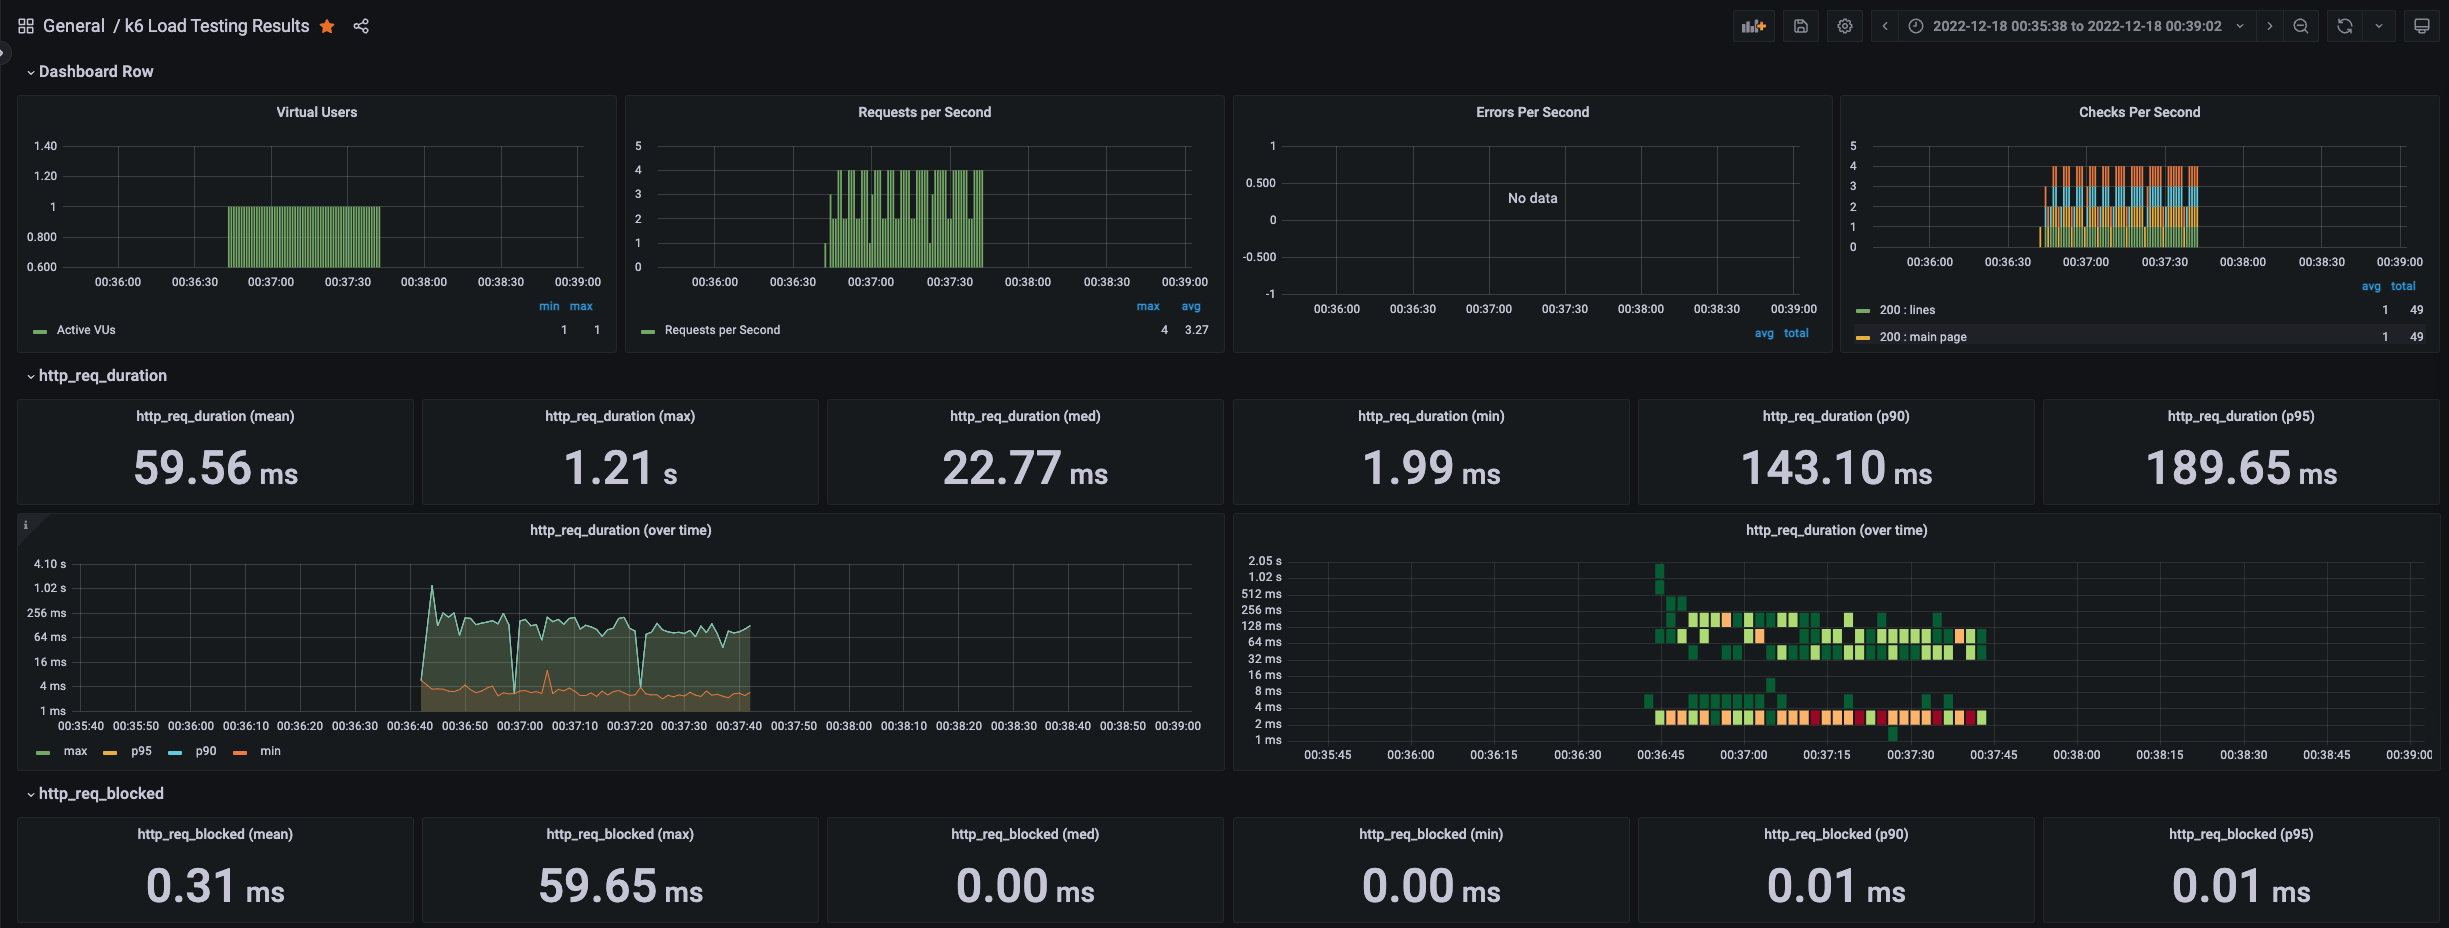 General / k6 Load Testing Results
2022-12-18 00:35:38 to 2022-12-18 00:39:02
Dashboard Row
Virtual Users
1.40
1.20
1
0.800
0.600
00:36:00 00:36:30 00:37:00 00:37:30 00:38:00 00:38:30 00:39:00
min max
Active VUs 1 1
Requests per Second
5
4
3
2
1
0
00:36:00 00:36:30 00:37:00 00:37:30 00:38:00 00:38:30 00:39:00
max avg
Requests per Second 4 3.27
Errors Per Second
1
0.500
0
-0.500
-1
No data
00:36:00 00:36:30 00:37:00 00:37:30 00:38:00 00:38:30 00:39:00
avg total
Checks Per Second
5
4
3
2
1
0
00:36:00 00:36:30 00:37:00 00:37:30 00:38:00 00:38:30 00:39:00
avg total
200 : lines 1 49
200 : main page 1 49
http_req_duration
http_req_duration (mean)
59.56 ms
http_req_duration (max)
1.21 s
http_req_duration (med)
22.77 ms
http_req_duration (min)
1.99 ms
http_req_duration (p90)
143.10 ms
http_req_duration (p95)
189.65 ms
i
http_req_duration (over time)
4.10 s
1.02 s
256 ms
64 ms
16 ms
4 ms
1 ms
00:35:40 00:35:50 00:36:00 00:36:10 00:36:20 00:36:30 00:36:40 00:36:50 00:37:00 00:37:10 00:37:20 00:37:30 00:37:40 00:37:50 00:38:00 00:38:10 00:38:20 00:38:30 00:38:40 00:38:50 00:39:00
max p95 p90 min
http_req_duration (over time)
2.05 s
1.02 s
512 ms
256 ms
128 ms
64 ms
32 ms
16 ms
8 ms
4 ms
2 ms
1 ms
00:35:45 00:36:00 00:36:15 00:36:30 00:36:45 00:37:00 00:37:15 00:37:30 00:37:45 00:38:00 00:38:15 00:38:30 00:38:45 00:39:00
http_req_blocked
http_req_blocked (mean)
0.31 ms
http_req_blocked (max)
59.65 ms
http_req_blocked (med)
0.00 ms
http_req_blocked (min)
0.00 ms
http_req_blocked (p90)
0.01 ms
http_req_blocked (p95)
0.01 ms